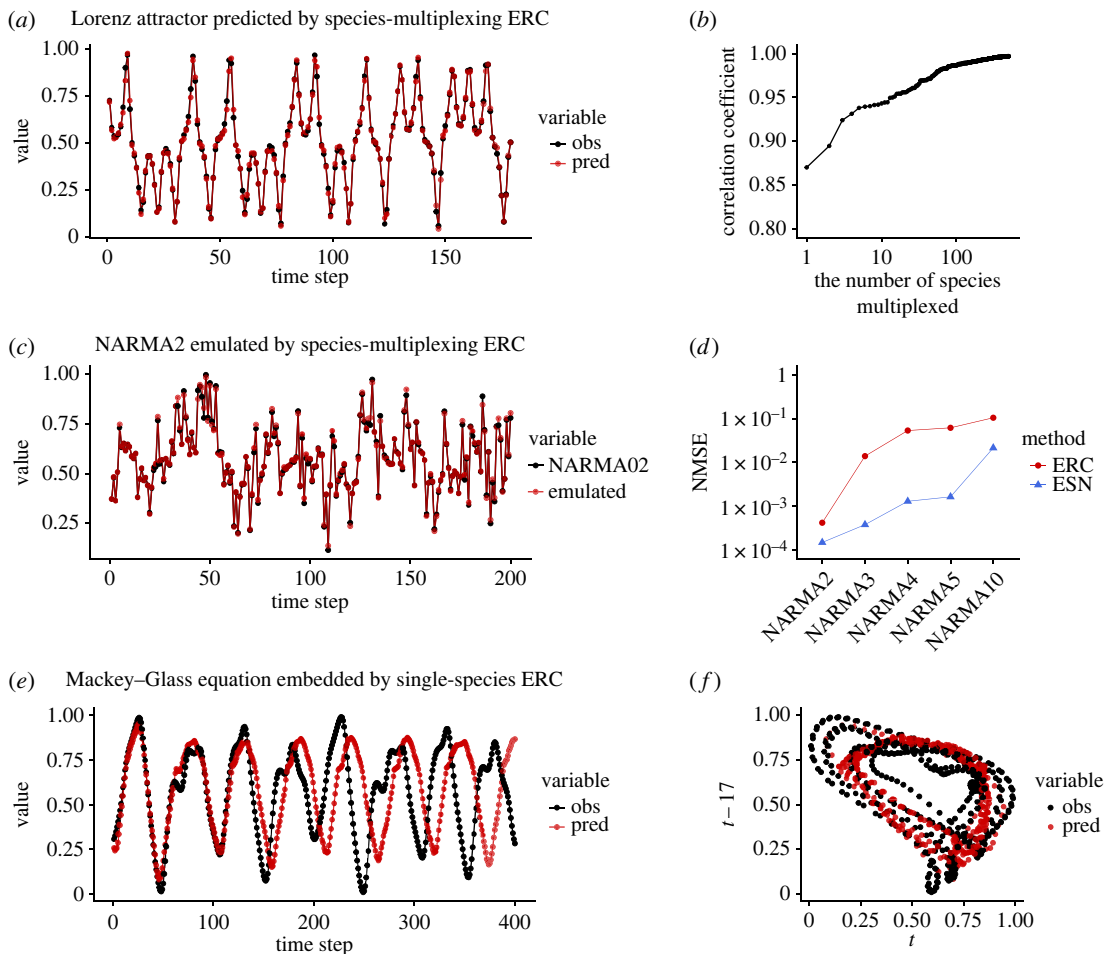 (a) Lorenz attractor predicted by species-multiplexing ERC
1.00
0.75
0.50
0.25
0
value
0 50 100 150
time step
variable
obs
pred
(b)
1.00
0.95
0.90
0.85
0.80
correlation coefficient
1 10 100
the number of species
multiplexed
(c) NARMA2 emulated by species-multiplexing ERC
1.00
0.75
0.50
0.25
value
0 50 100 150 200
time step
variable
NARMA02
emulated
(d)
1
1 × 10⁻¹
1 × 10⁻²
1 × 10⁻³
1 × 10⁻⁴
NMSE
NARMA2
NARMA3
NARMA4
NARMA5
NARMA10
method
ERC
ESN
(e) Mackey–Glass equation embedded by single-species ERC
1.00
0.75
0.50
0.25
0
value
0 100 200 300 400
time step
variable
obs
pred
(f)
1.00
0.75
0.50
0.25
0
t – 17
0 0.25 0.50 0.75 1.00
t
variable
obs
pred